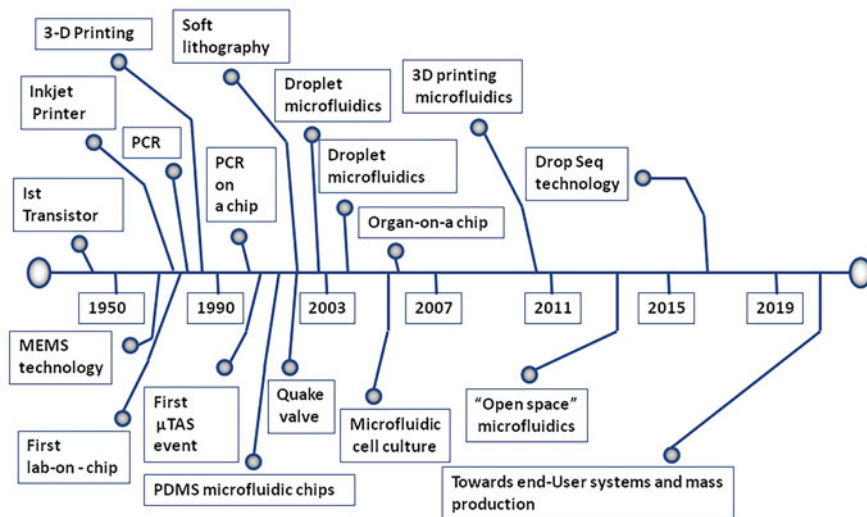 3-D Printing
Soft
lithography
Inkjet
Printer
PCR
Droplet
microfluidics
3D printing
microfluidics
PCR
on
a chip
Droplet
microfluidics
Drop Seq
technology
Ist
Transistor
Organ-on-a chip
1950
1990
2003
2007
2011
2015
2019
MEMS
technology
First
lab-on - chip
First
μTAS
event
Quake
valve
PDMS microfluidic chips
Microfluidic
cell culture
“Open space”
microfluidics
Towards end-User systems and mass
production